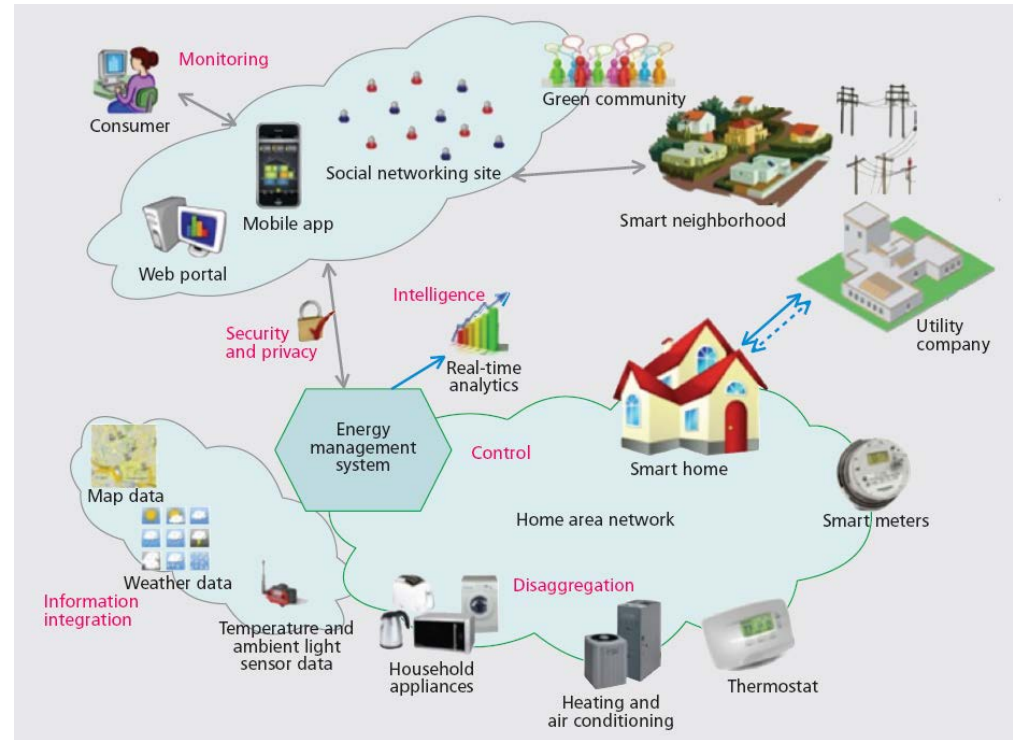 Monitoring
Consumer
Green community
Social networking site
Mobile app
Web portal
Smart neighborhood
Utility
company
Intelligence
Security
and privacy
Real-time
analytics
Energy
management
system
Control
Smart home
Map data
Home area network
Smart meters
Weather data
Information
integration
Disaggregation
Temperature and
ambient light
sensor data
Household
appliances
Heating and
air conditioning
Thermostat